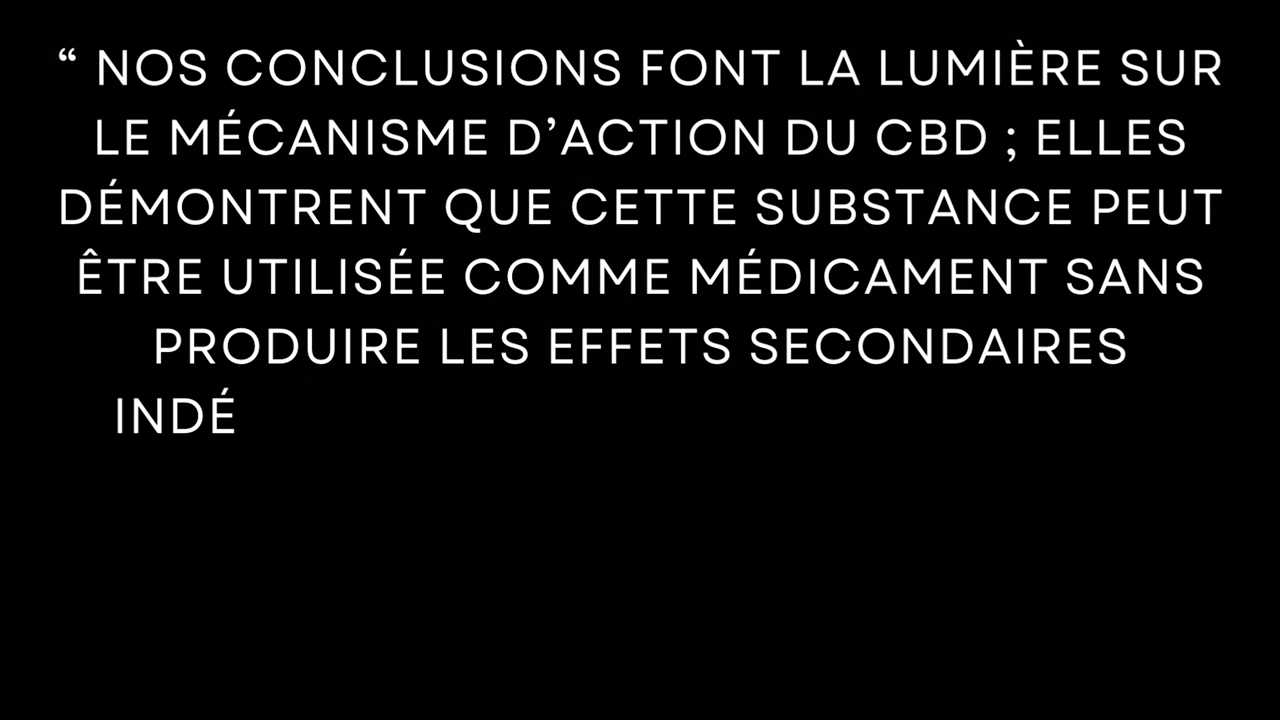 “ NOS CONCLUSIONS FONT LA LUMIÈRE SUR
LE MÉCANISME D’ACTION DU CBD ; ELLES
DÉMONTRENT QUE CETTE SUBSTANCE PEUT
ÊTRE UTILISÉE COMME MÉDICAMENT SANS
PRODUIRE LES EFFETS SECONDAIRES
INDÉ